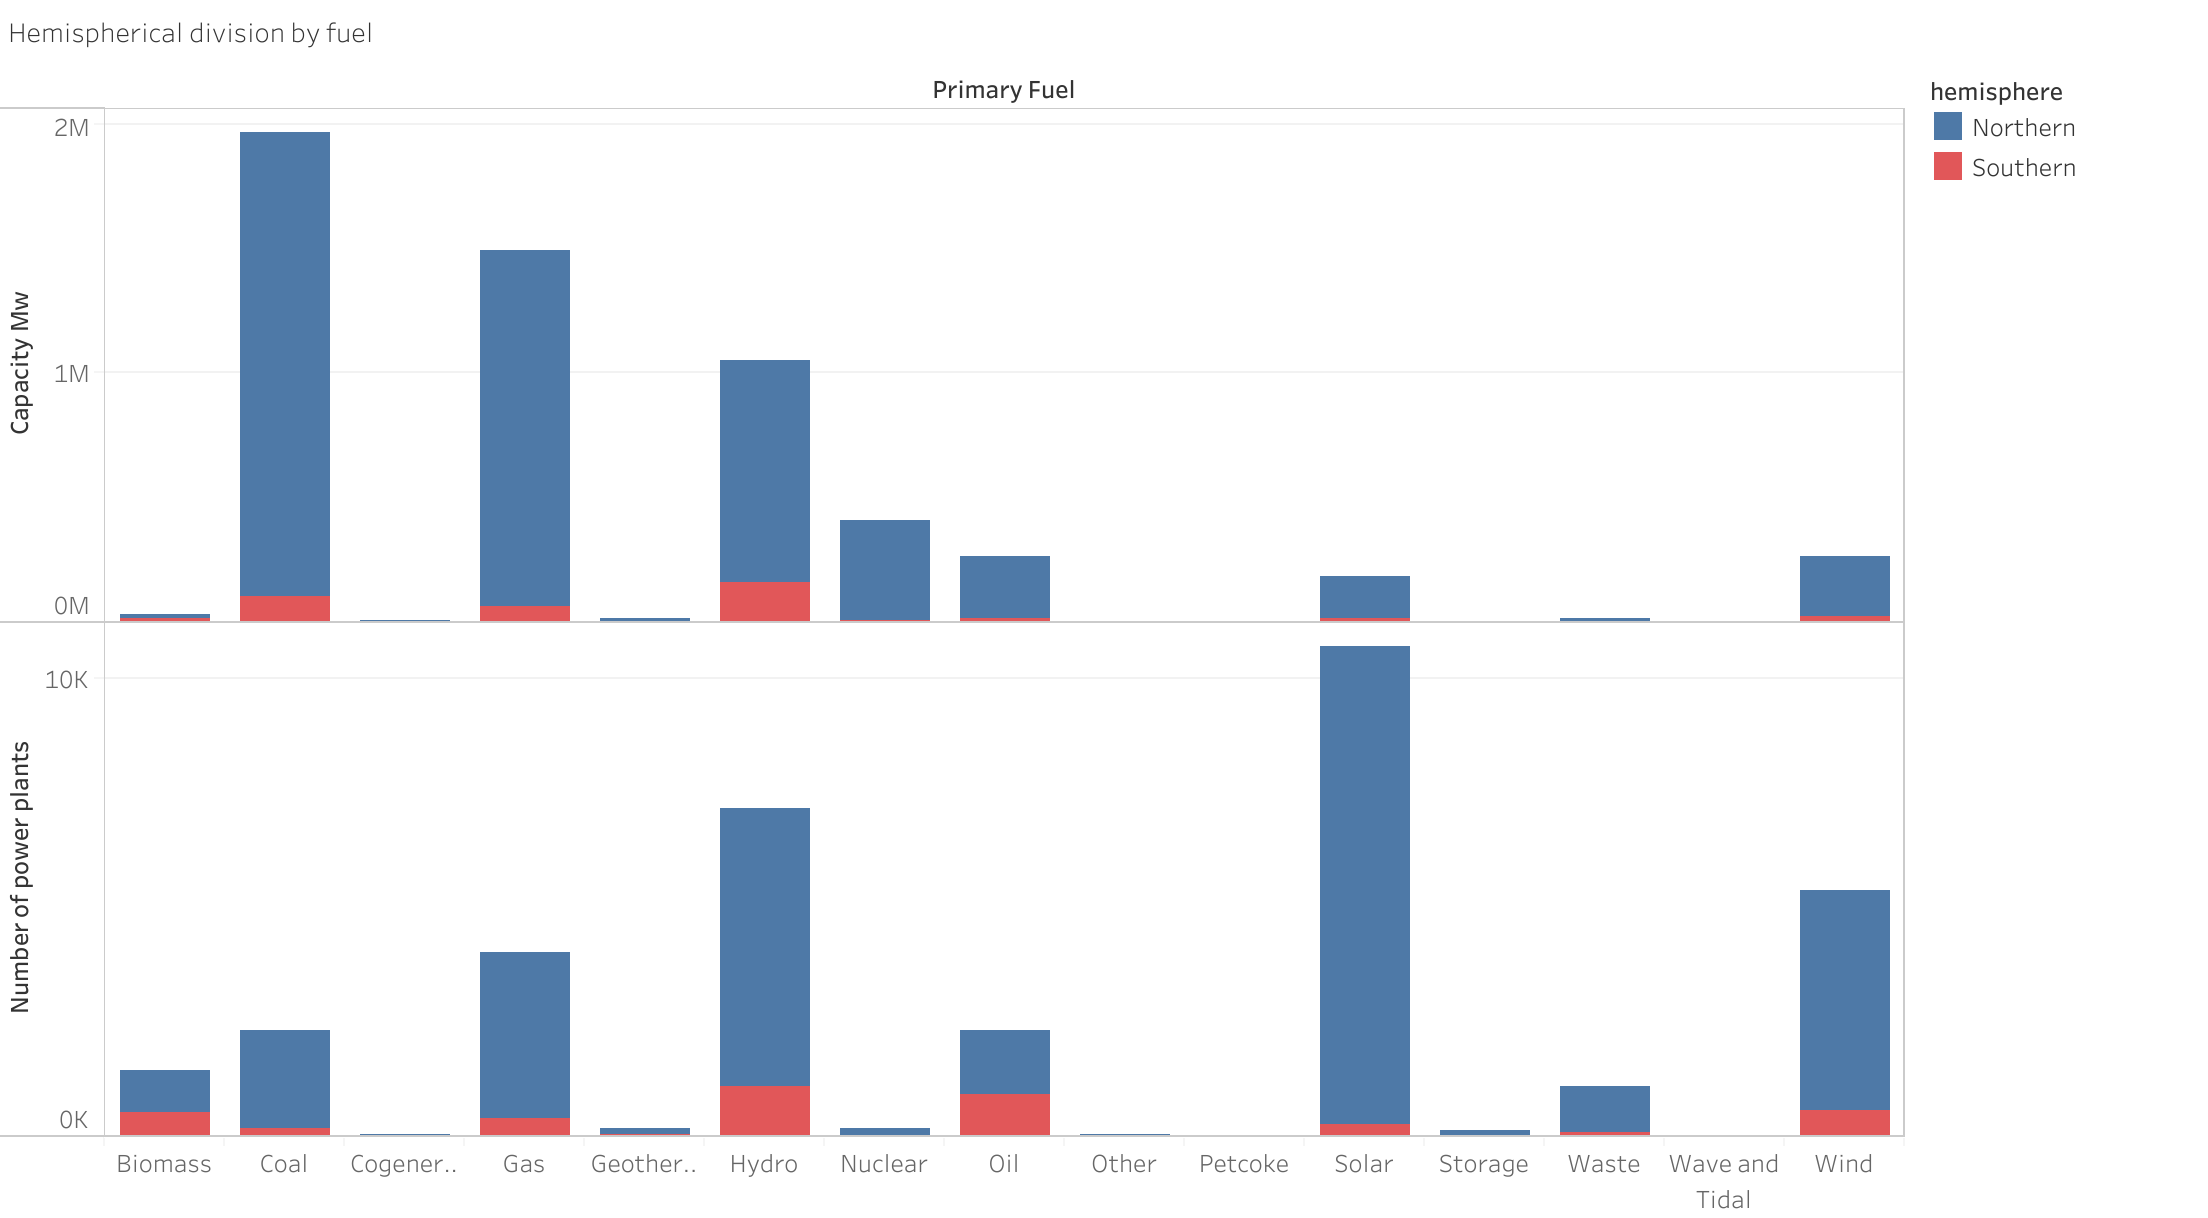 Hemispherical division by fuel
Primary Fuel
hemisphere
Northern
Southern
Capacity Mw
2M
1M
0M
Number of power plants
10K
0K
Biomass
Coal
Cogener..
Gas
Geother..
Hydro
Nuclear
Oil
Other
Petcoke
Solar
Storage
Waste
Wave and
Tidal
Wind